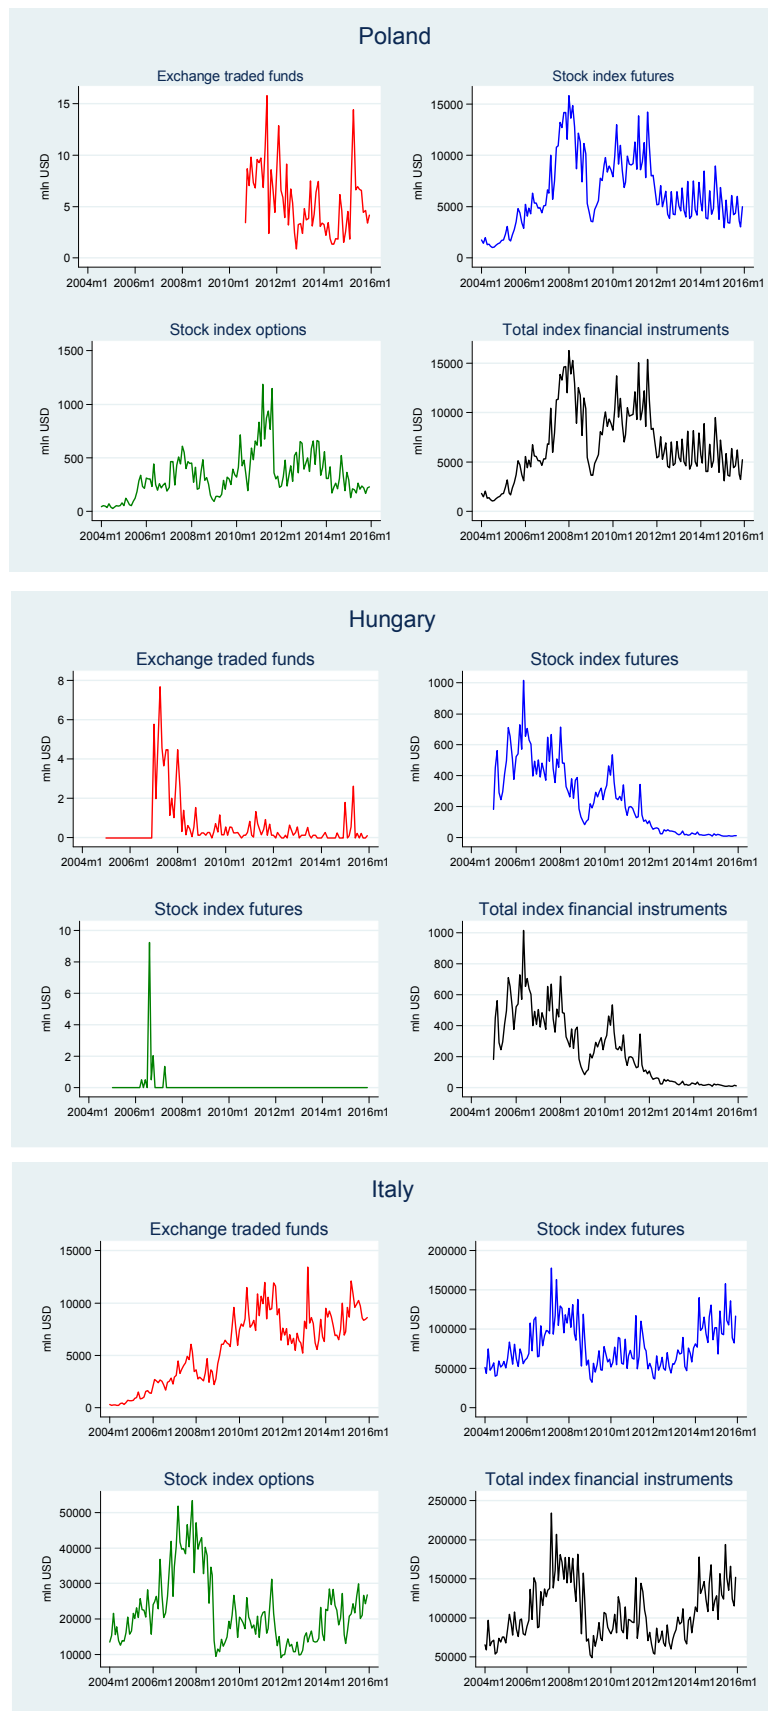 Poland
Exchange traded funds
Stock index futures
mln USD
15
10
5
0
2004m1 2006m1 2008m1 2010m1 2012m1 2014m1 2016m1
mln USD
15000
10000
5000
0
2004m1 2006m1 2008m1 2010m1 2012m1 2014m1 2016m1
Stock index options
Total index financial instruments
mln USD
1500
1000
500
0
2004m1 2006m1 2008m1 2010m1 2012m1 2014m1 2016m1
mln USD
15000
10000
5000
0
2004m1 2006m1 2008m1 2010m1 2012m1 2014m1 2016m1
Hungary
Exchange traded funds
Stock index futures
mln USD
8
6
4
2
0
2004m1 2006m1 2008m1 2010m1 2012m1 2014m1 2016m1
mln USD
1000
800
600
400
200
0
2004m1 2006m1 2008m1 2010m1 2012m1 2014m1 2016m1
Stock index futures
Total index financial instruments
mln USD
10
8
6
4
2
0
2004m1 2006m1 2008m1 2010m1 2012m1 2014m1 2016m1
mln USD
1000
800
600
400
200
0
2004m1 2006m1 2008m1 2010m1 2012m1 2014m1 2016m1
Italy
Exchange traded funds
Stock index futures
mln USD
15000
10000
5000
0
2004m1 2006m1 2008m1 2010m1 2012m1 2014m1 2016m1
mln USD
200000
150000
100000
50000
0
2004m1 2006m1 2008m1 2010m1 2012m1 2014m1 2016m1
Stock index options
Total index financial instruments
mln USD
50000
40000
30000
20000
10000
2004m1 2006m1 2008m1 2010m1 2012m1 2014m1 2016m1
mln USD
250000
200000
150000
100000
50000
2004m1 2006m1 2008m1 2010m1 2012m1 2014m1 2016m1